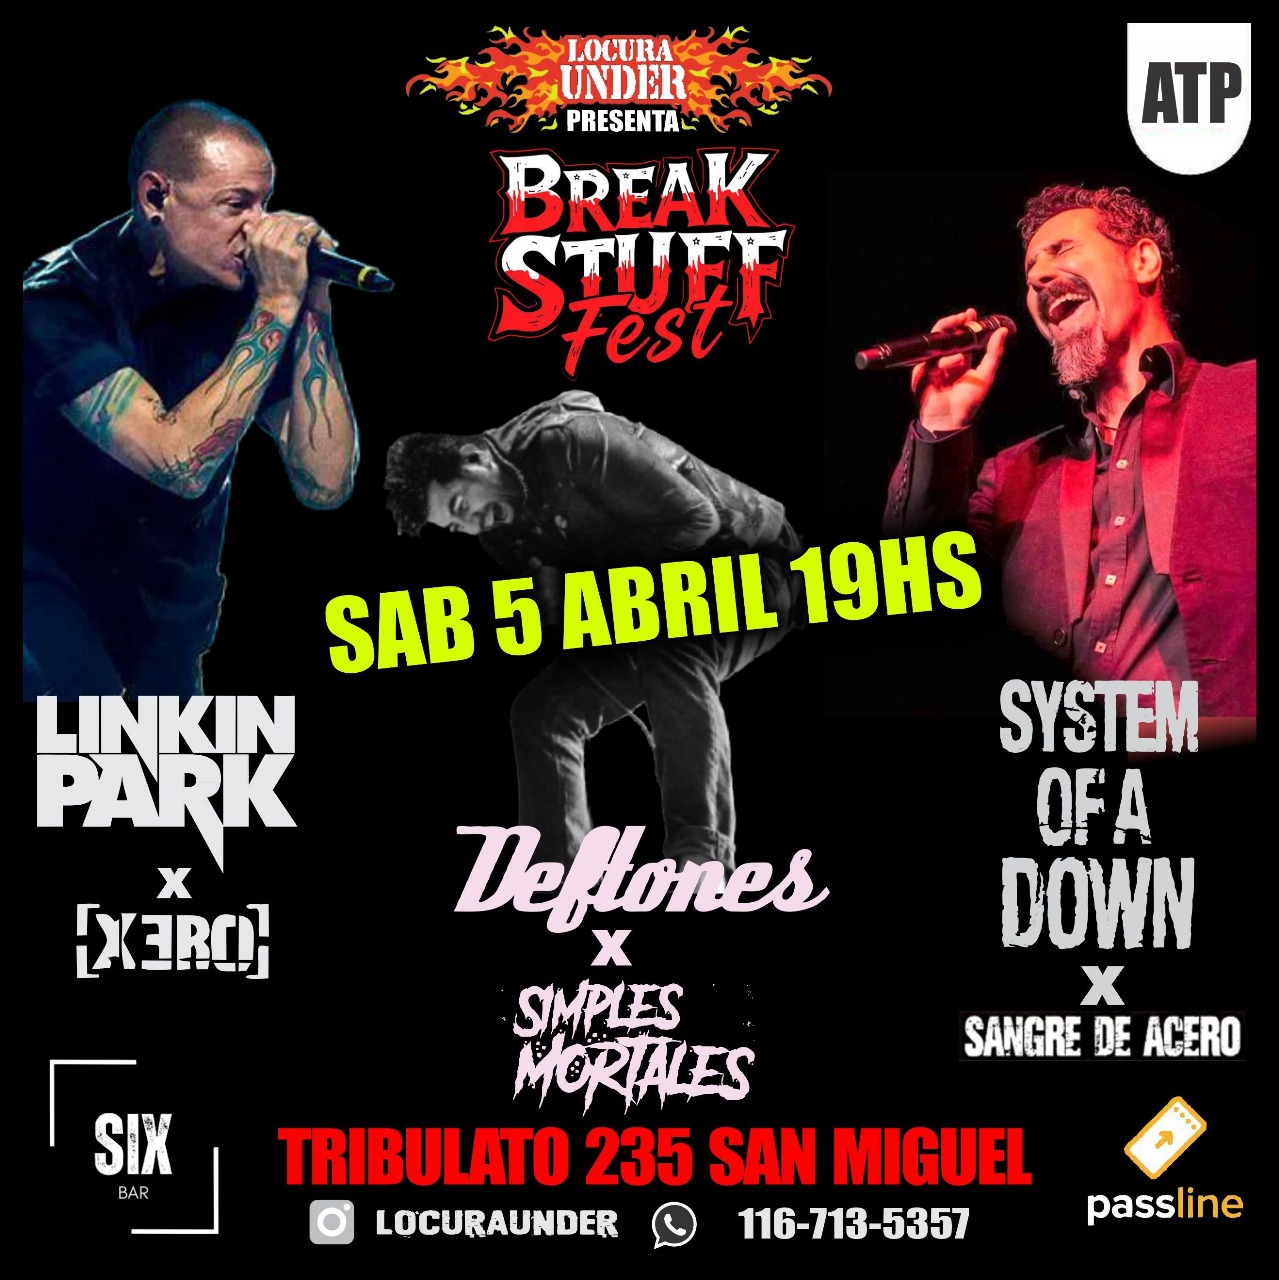 LOCURA
UNDER
PRESENTA
ATP
BREAK
STUFF
Fest
SAB 5 ABRIL 19HS
LINKIN
PARK
X
[XERO]
Deftones
X
SIMPLES
MORTALES
SYSTEM
OF A
DOWN
X
SANGRE DE ACERO
SIX
BAR
TRIBULATO 235 SAN MIGUEL
LOCURAUNDER
116-713-5357
passline